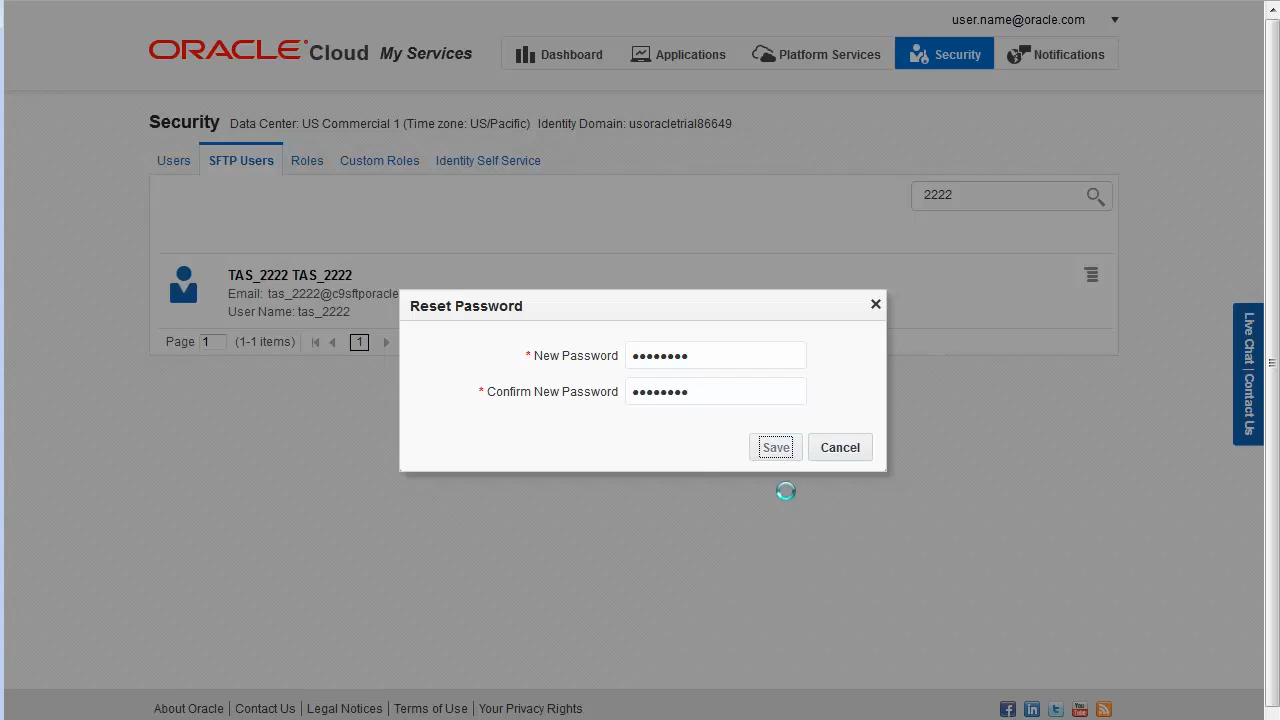 user.name@oracle.com
ORACLE Cloud My Services
Dashboard Applications Platform Services Security Notifications
Security Data Center: US Commercial 1 (Time zone: US/Pacific) Identity Domain: usoracletrial86649
Users SFTP Users Roles Custom Roles Identity Self Service
2222
TAS_2222 TAS_2222
Email: tas_2222@c9sftporacle
User Name: tas_2222
Page 1 (1-1 items) 1
Reset Password
* New Password
* Confirm New Password
Save Cancel
Live Chat | Contact Us
About Oracle | Contact Us | Legal Notices | Terms of Use | Your Privacy Rights